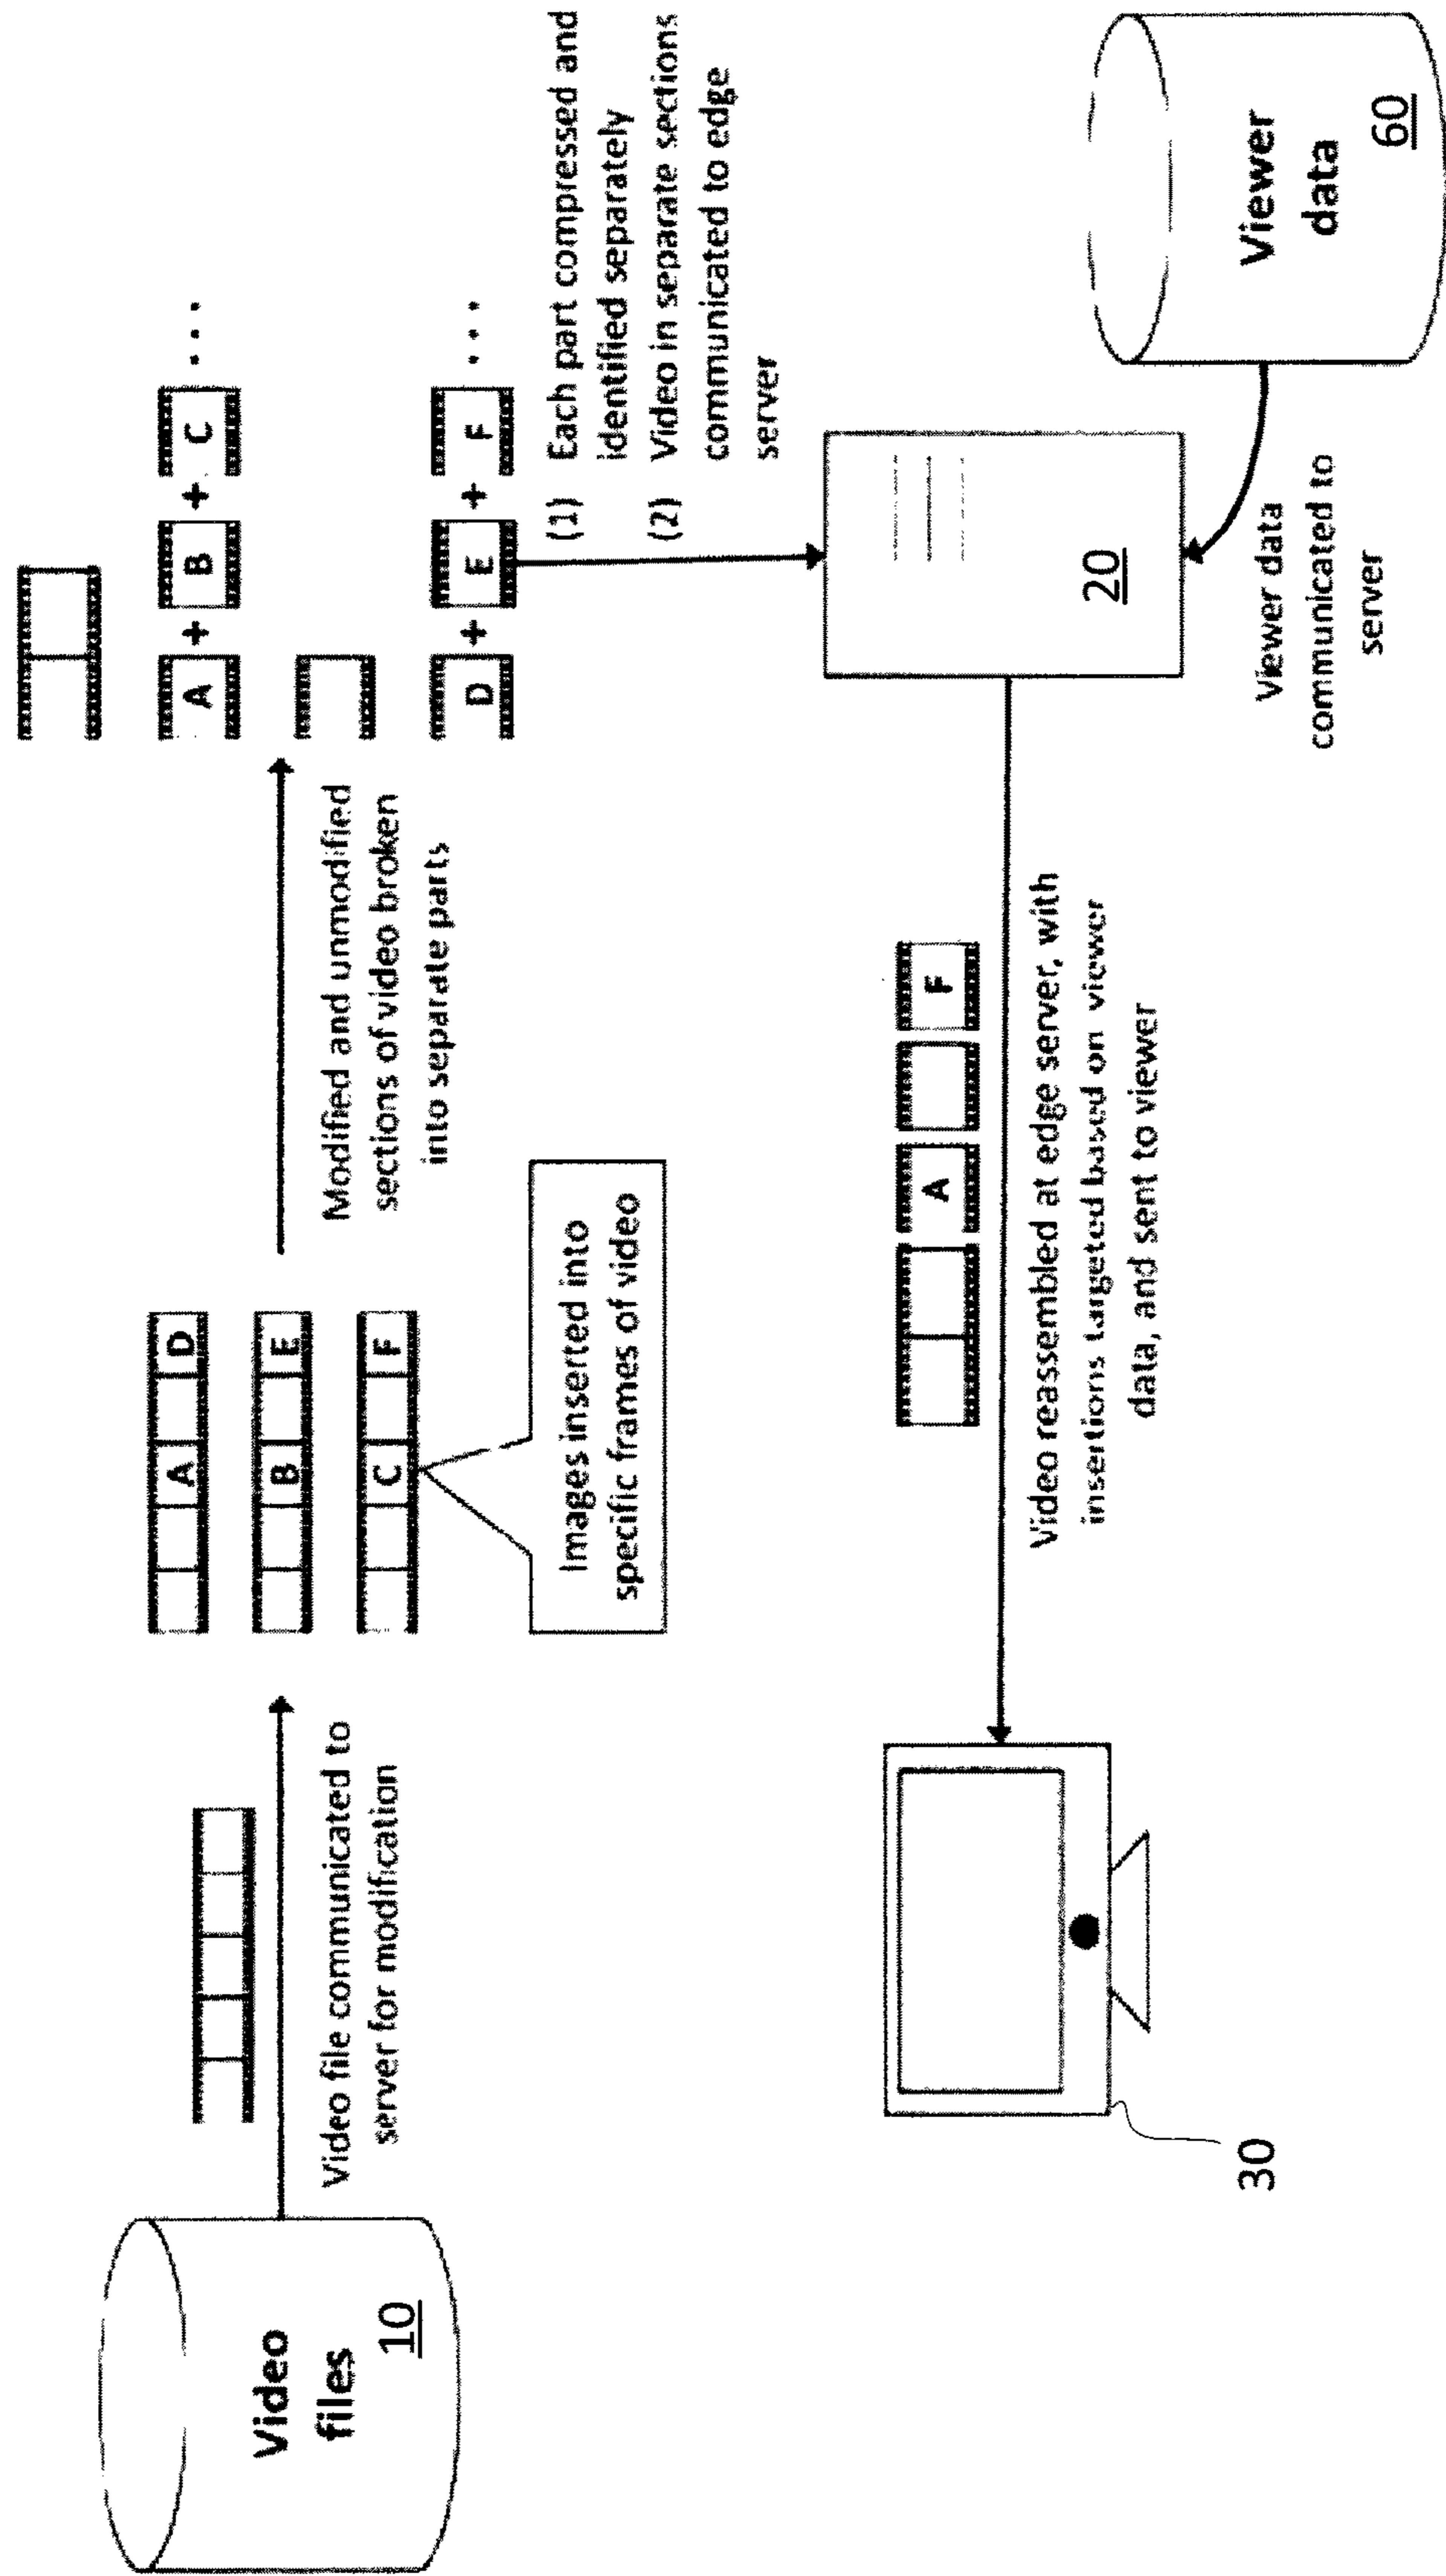 Video
files
10
Video file communicated to
server for modification
A D
B E
C F
Images inserted into
specific frames of video
Modified and unmodified
sections of video broken
into separate parts
A + B + C ...
D + E + F ...
(1) Each part compressed and
identified separately
(2) Video in separate sections
communicated to edge
server
20
Viewer
data
60
Viewer data
communicated to
server
A F
Video reassembled at edge server, with
insertions targeted based on viewer
data, and sent to viewer
30